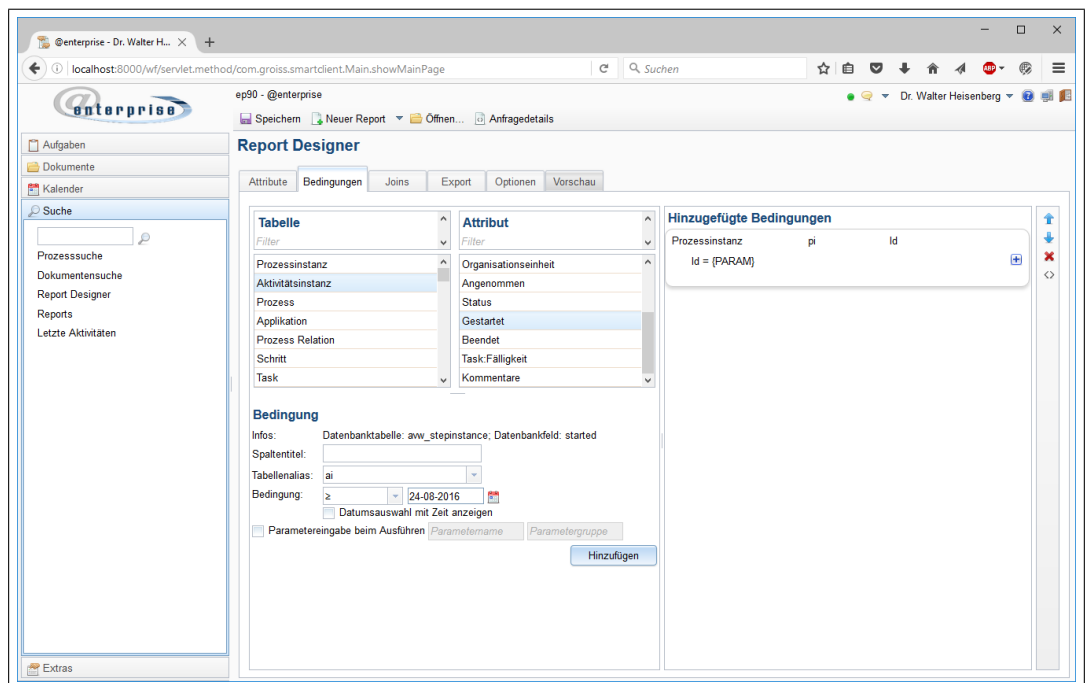 @enterprise - Dr. Walter H...
localhost:8000/wf/servlet.method/com.groiss.smartclient.Main.showMainPage
Suchen
ABP
@enterprise
ep90 - @enterprise
Dr. Walter Heisenberg
Speichern Neuer Report Öffnen... Anfragedetails
Aufgaben
Dokumente
Kalender
Suche
Prozesssuche
Dokumentensuche
Report Designer
Reports
Letzte Aktivitäten
Extras
Report Designer
Attribute Bedingungen Joins Export Optionen Vorschau
Tabelle
Filter
Prozessinstanz
Aktivitätsinstanz
Prozess
Applikation
Prozess Relation
Schritt
Task
Attribut
Filter
Organisationseinheit
Angenommen
Status
Gestartet
Beendet
Task:Fälligkeit
Kommentare
Bedingung
Infos: Datenbanktabelle: avw_stepinstance; Datenbankfeld: started
Spaltentitel:
Tabellenalias: ai
Bedingung: ≥ 24-08-2016
Datumsauswahl mit Zeit anzeigen
Parametereingabe beim Ausführen Parametername Parametergruppe
Hinzufügen
Hinzugefügte Bedingungen
Prozessinstanz pi Id
Id = {PARAM}